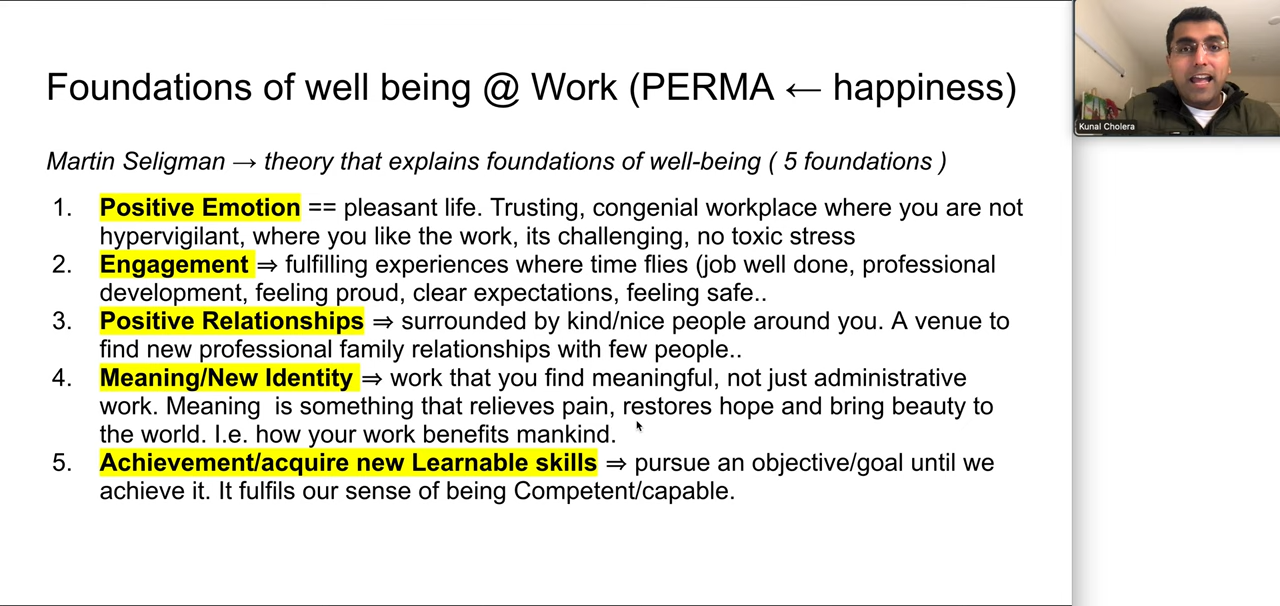 Foundations of well being @ Work (PERMA ← happiness)
Martin Seligman → theory that explains foundations of well-being ( 5 foundations )
1. Positive Emotion == pleasant life. Trusting, congenial workplace where you are not
hypervigilant, where you like the work, its challenging, no toxic stress
2. Engagement ⇒ fulfilling experiences where time flies (job well done, professional
development, feeling proud, clear expectations, feeling safe..
3. Positive Relationships ⇒ surrounded by kind/nice people around you. A venue to
find new professional family relationships with few people..
4. Meaning/New Identity ⇒ work that you find meaningful, not just administrative
work. Meaning  is something that relieves pain, restores hope and bring beauty to
the world. I.e. how your work benefits mankind.
5. Achievement/acquire new Learnable skills ⇒ pursue an objective/goal until we
achieve it. It fulfils our sense of being Competent/capable.
Kunal Cholera